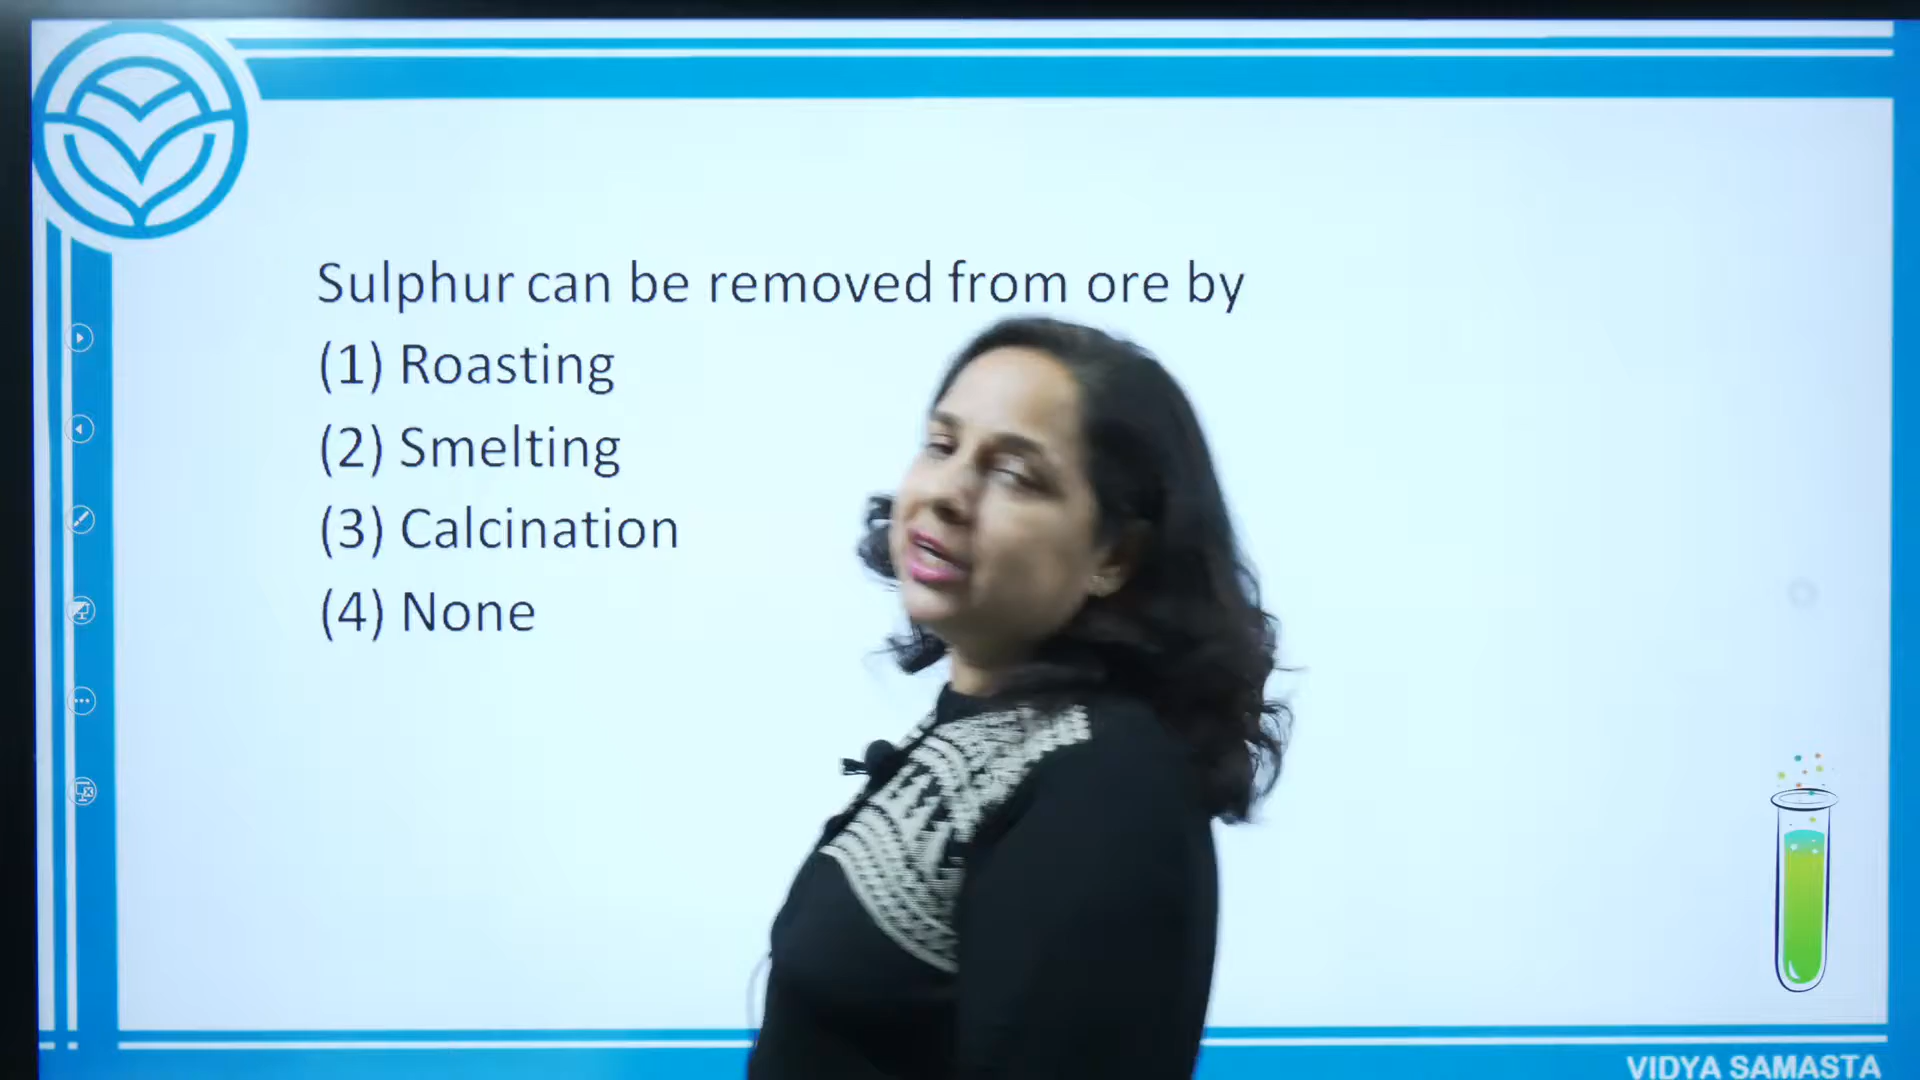 Sulphur can be removed from ore by
(1) Roasting
(2) Smelting
(3) Calcination
(4) None
VIDYA SAMASTA